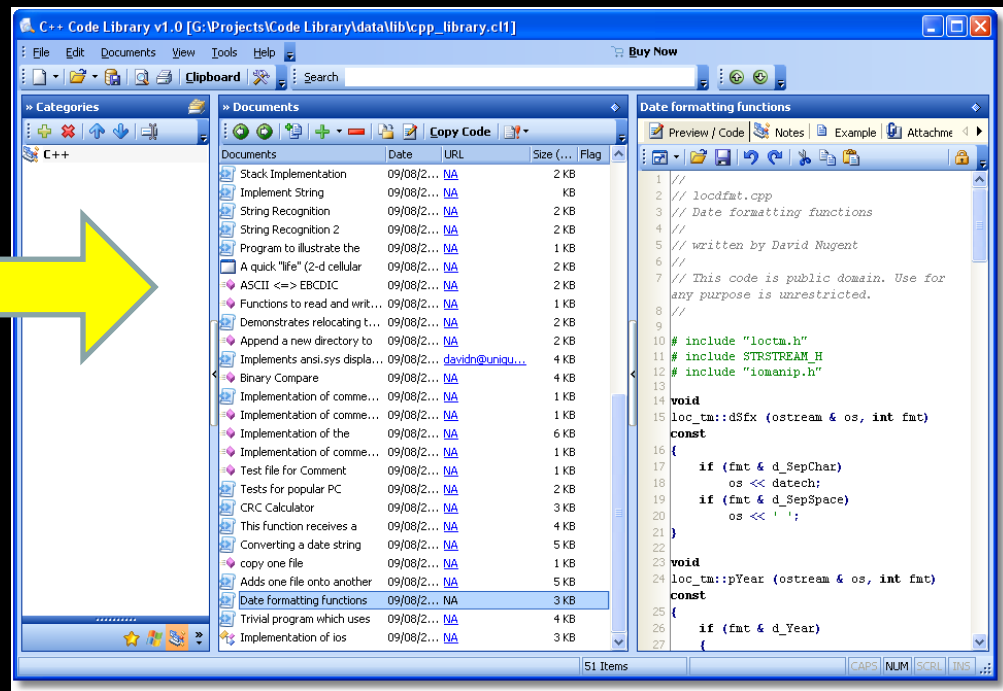 C++ Code Library v1.0 [G:\Projects\Code Library\data\lib\cpp_library.cl1]
File Edit Documents View Tools Help Buy Now
Clipboard Search
» Categories
C++
» Documents
Copy Code
Documents Date URL Size (... Flag
Stack Implementation 09/08/2... NA 2 KB
Implement String 09/08/2... NA KB
String Recognition 09/08/2... NA 2 KB
String Recognition 2 09/08/2... NA 2 KB
Program to illustrate the 09/08/2... NA 1 KB
A quick "life" (2-d cellular 09/08/2... NA 2 KB
ASCII <=> EBCDIC 09/08/2... NA 2 KB
Functions to read and writ... 09/08/2... NA 1 KB
Demonstrates relocating t... 09/08/2... NA 2 KB
Append a new directory to 09/08/2... NA 2 KB
Implements ansi.sys displa... 09/08/2... davidn@uniqu... 4 KB
Binary Compare 09/08/2... NA 4 KB
Implementation of comme... 09/08/2... NA 1 KB
Implementation of comme... 09/08/2... NA 1 KB
Implementation of the 09/08/2... NA 6 KB
Implementation of comme... 09/08/2... NA 1 KB
Test file for Comment 09/08/2... NA 1 KB
Tests for popular PC 09/08/2... NA 2 KB
CRC Calculator 09/08/2... NA 3 KB
This function receives a 09/08/2... NA 4 KB
Converting a date string 09/08/2... NA 5 KB
copy one file 09/08/2... NA 1 KB
Adds one file onto another 09/08/2... NA 5 KB
Date formatting functions 09/08/2... NA 3 KB
Trivial program which uses 09/08/2... NA 4 KB
Implementation of ios 09/08/2... NA 3 KB
Date formatting functions
Preview / Code Notes Example Attachme
1 //
2 // locdfmt.cpp
3 // Date formatting functions
4 //
5 // written by David Nugent
6 //
7 // This code is public domain. Use for
any purpose is unrestricted.
8 //
9
10 # include "loctm.h"
11 # include STRSTREAM_H
12 # include "iomanip.h"
13
14 void
15 loc_tm::dSfx (ostream & os, int fmt)
const
16 {
17 if (fmt & d_SepChar)
18 os << datech;
19 if (fmt & d_SepSpace)
20 os << ' ';
21 }
22
23 void
24 loc_tm::pYear (ostream & os, int fmt)
const
25 {
26 if (fmt & d_Year)
27 {
51 Items CAPS NUM SCRL INS